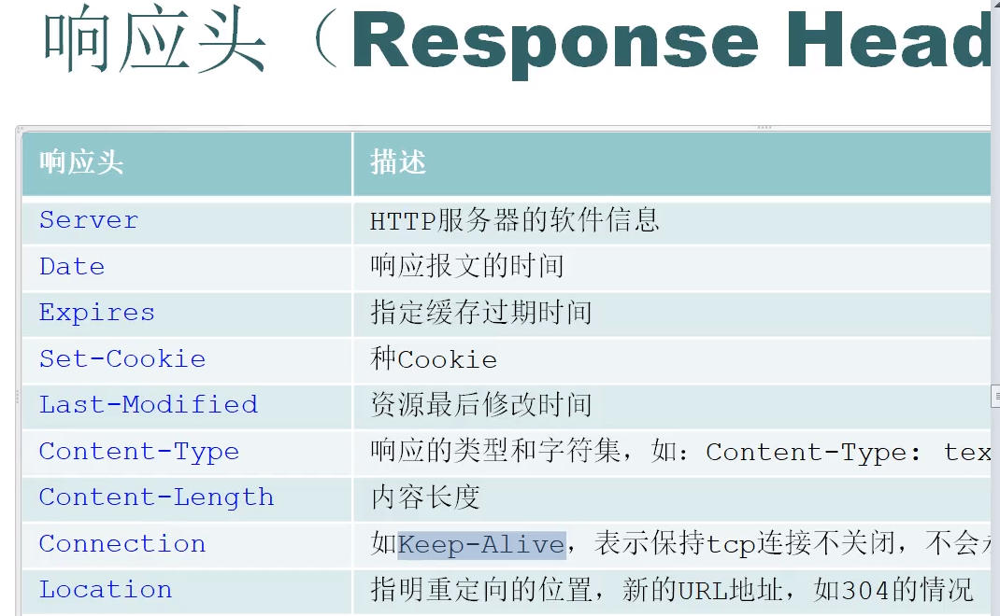 响应头（Response Head
响应头 描述
Server HTTP服务器的软件信息
Date 响应报文的时间
Expires 指定缓存过期时间
Set-Cookie 种Cookie
Last-Modified 资源最后修改时间
Content-Type 响应的类型和字符集，如：Content-Type: tex
Content-Length 内容长度
Connection 如Keep-Alive，表示保持tcp连接不关闭，不会
Location 指明重定向的位置，新的URL地址，如304的情况